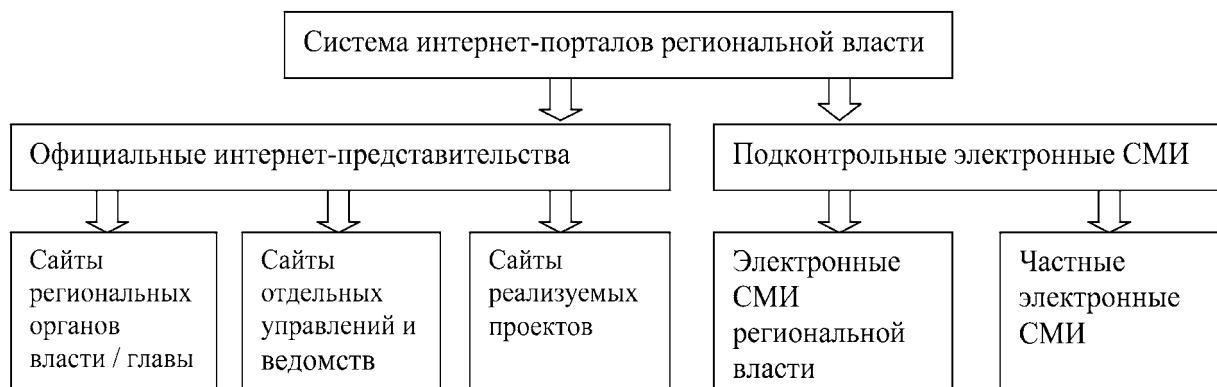 Система интернет-порталов региональной власти
Официальные интернет-представительства
Подконтрольные электронные СМИ
Сайты
региональных
органов
власти / главы
Сайты
отдельных
управлений и
ведомств
Сайты
реализуемых
проектов
Электронные
СМИ
региональной
власти
Частные
электронные
СМИ